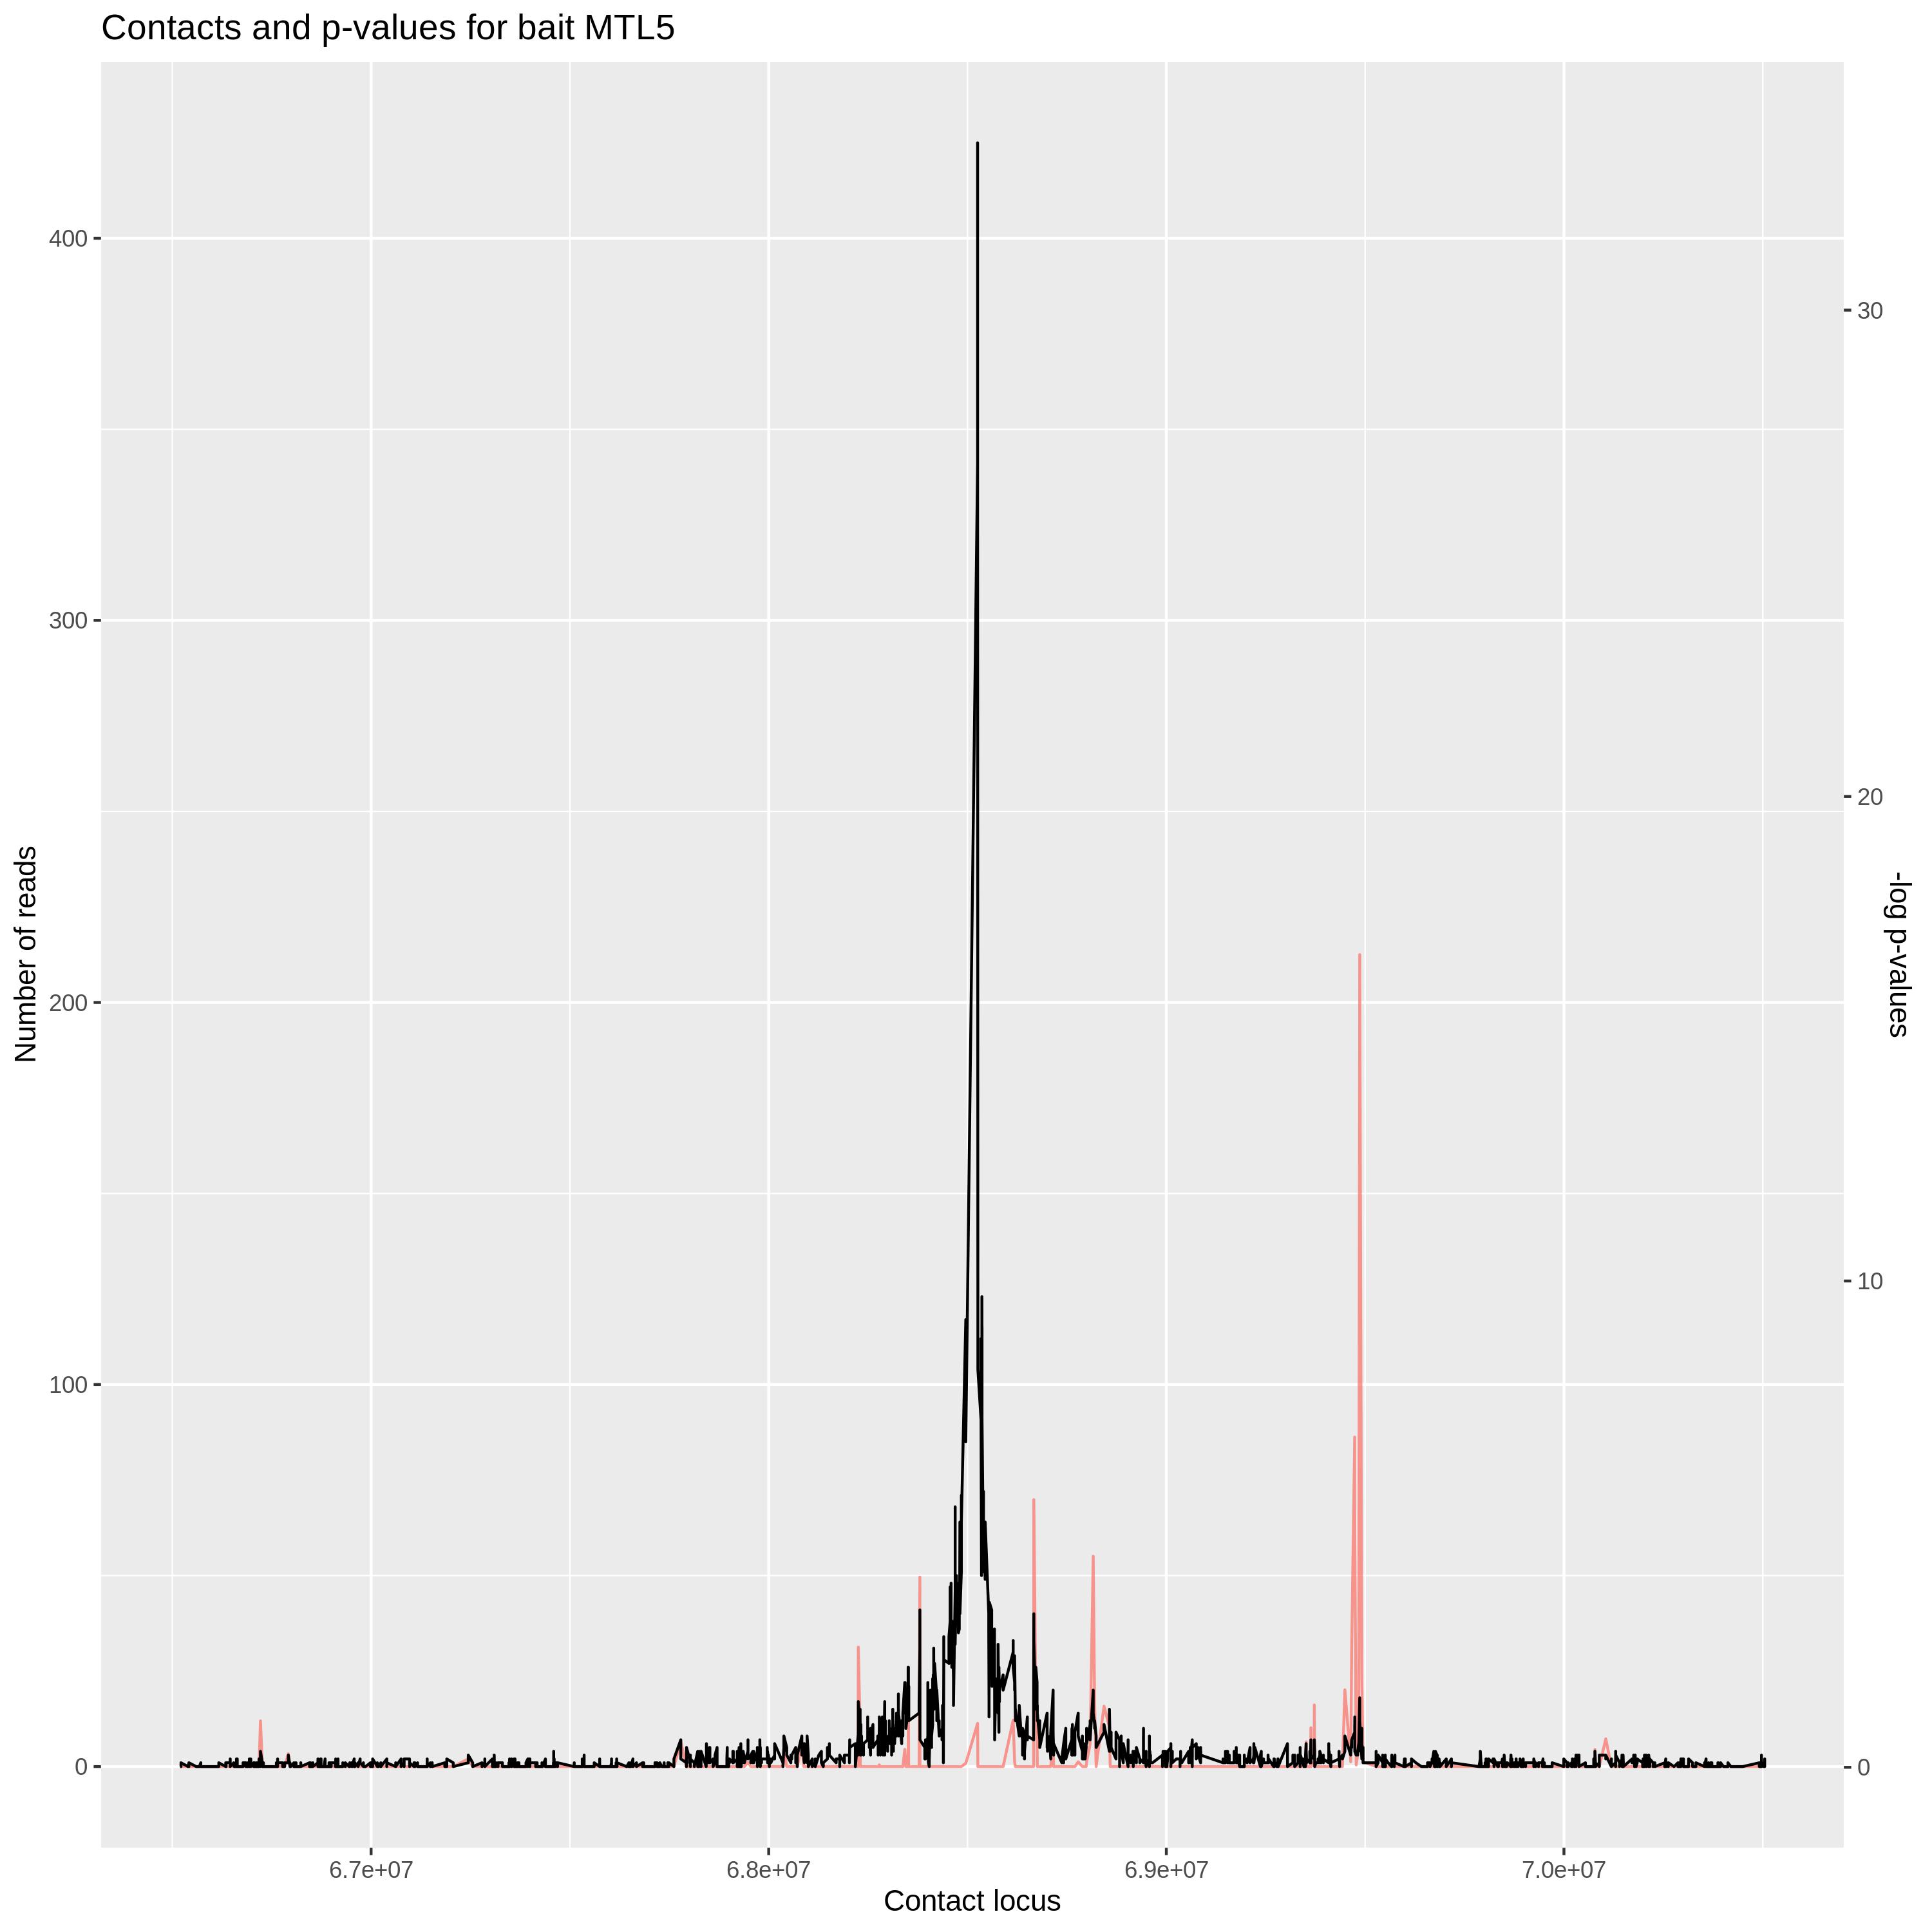 Contacts and p-values for bait MTL5
400
300
200
100
0
Number of reads
30
20
10
0
-log p-values
6.7e+07
6.8e+07
6.9e+07
7.0e+07
Contact locus